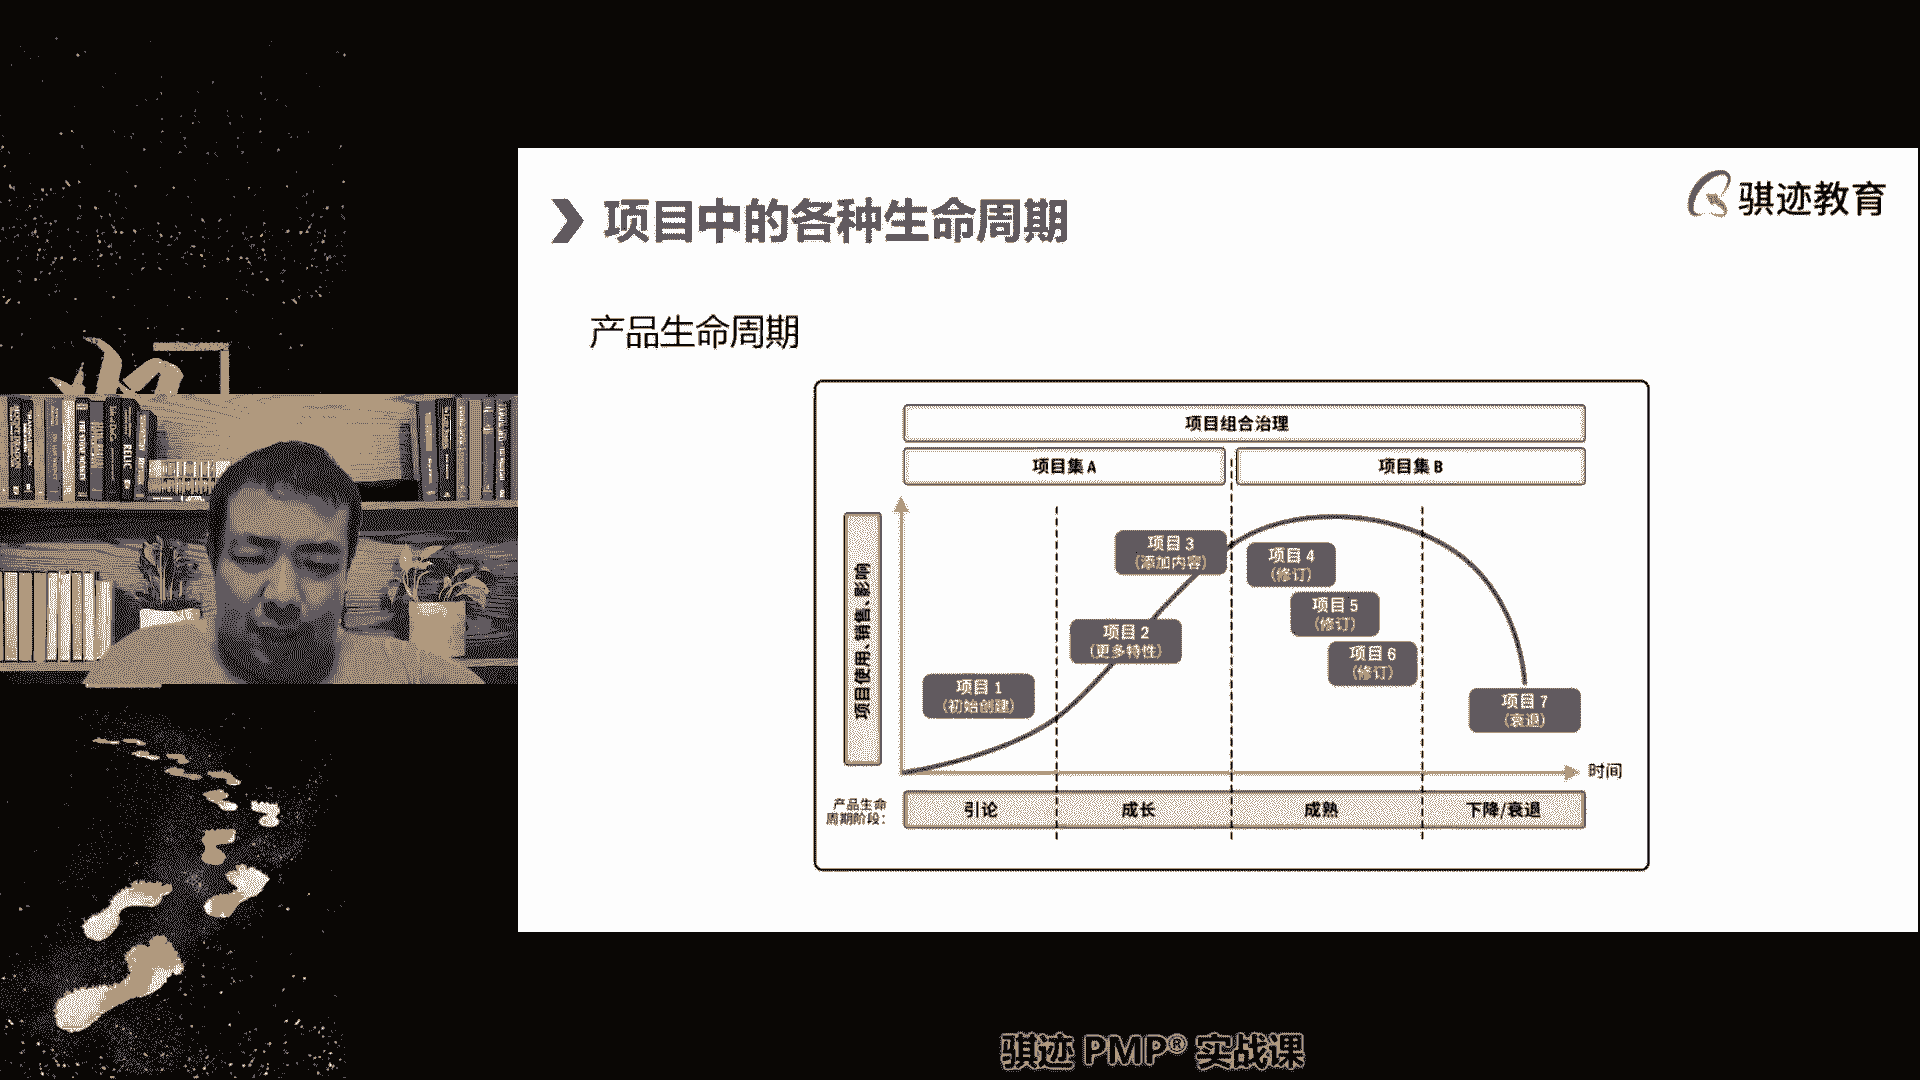 骐迹教育
项目中的各种生命周期
产品生命周期
项目组合治理
项目集 A
项目集 B
项目使用、销售、影响
项目 1
(初始创建)
项目 2
(更多特性)
项目 3
(添加内容)
项目 4
(修订)
项目 5
(修订)
项目 6
(修订)
项目 7
(衰退)
时间
产品生命
周期阶段:
引论
成长
成熟
下降/衰退
RELIC
骐迹 PMP® 实战课